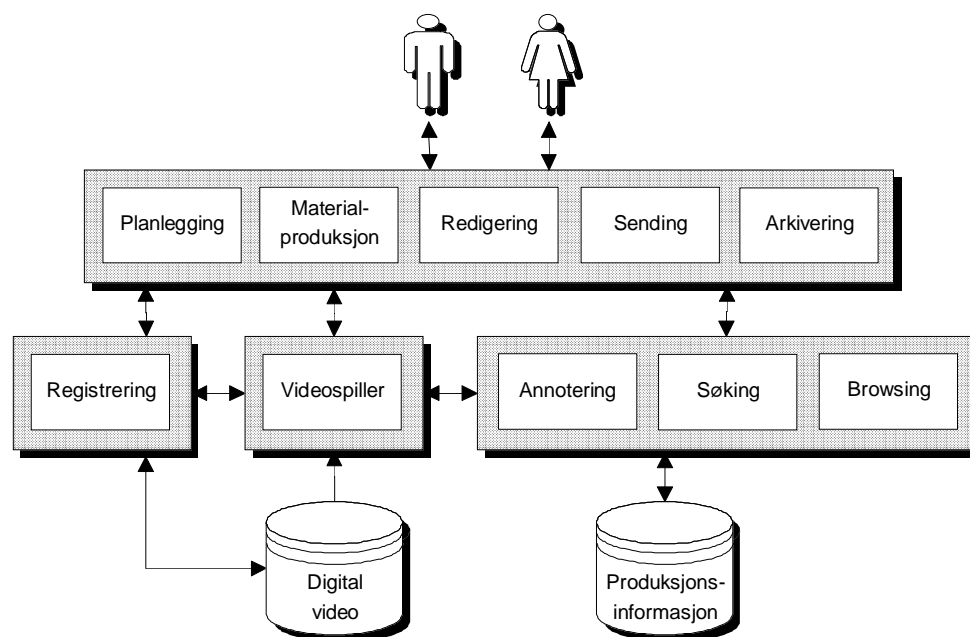 Planlegging
Material-
produksjon
Redigering
Sending
Arkivering
Registrering
Videospiller
Annotering
Søking
Browsing
Digital
video
Produksjons-
informasjon